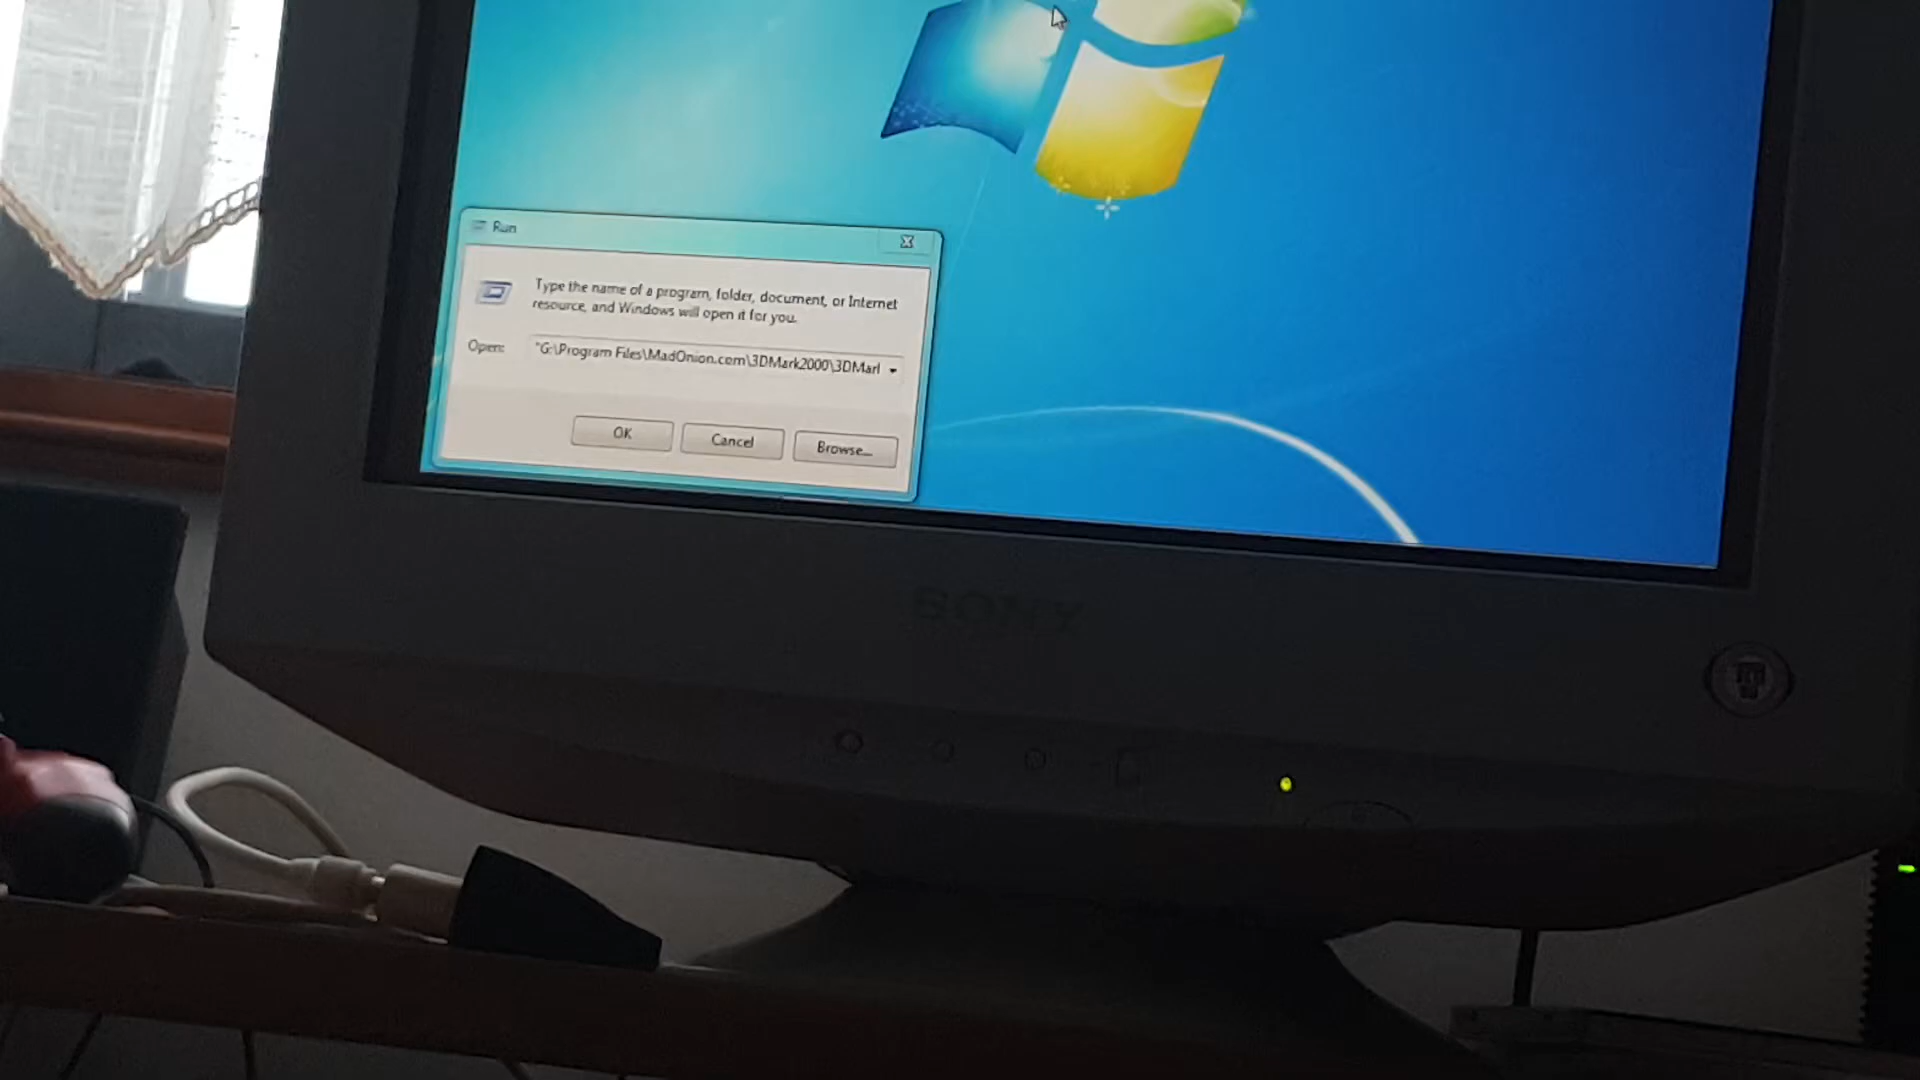 Run
Type the name of a program, folder, document, or Internet
resource, and Windows will open it for you.
Open:
"G:\Program Files\MadOnion.com\3DMark2000\3DMarl
OK
Cancel
Browse...
SONY